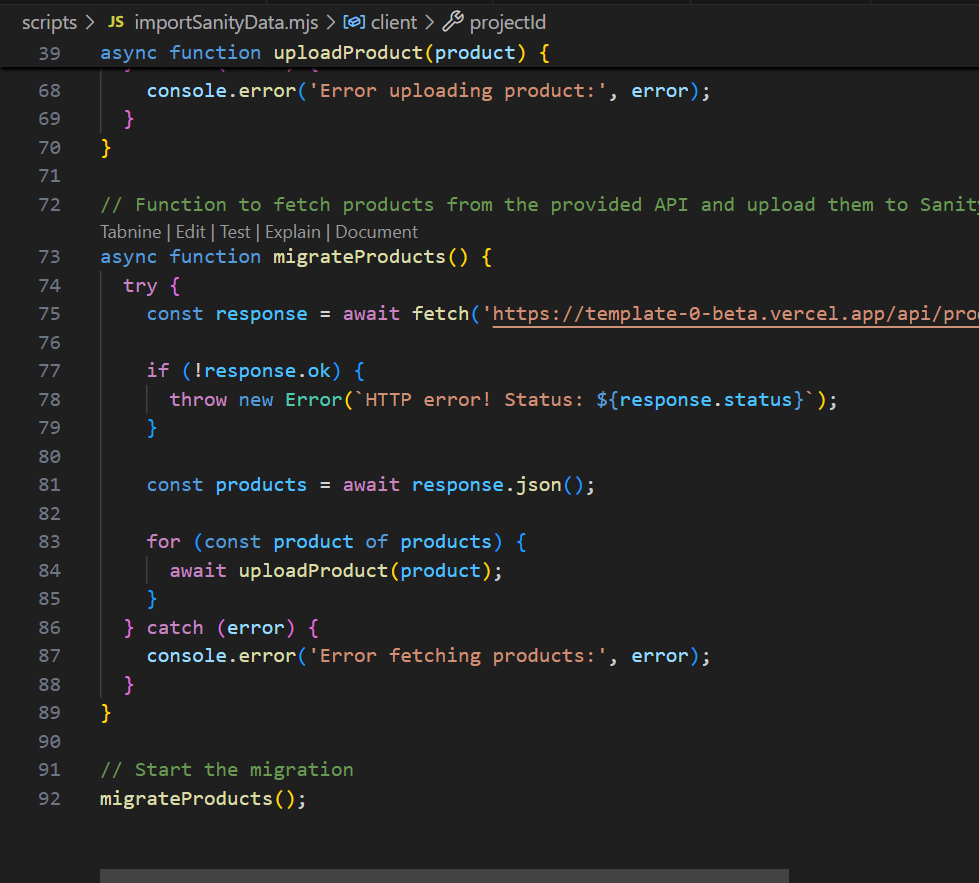 scripts > JS importSanityData.mjs > client > projectId
39 async function uploadProduct(product) {
68 console.error('Error uploading product:', error);
69 }
70 }
71
72 // Function to fetch products from the provided API and upload them to Sanity
Tabnine | Edit | Test | Explain | Document
73 async function migrateProducts() {
74 try {
75 const response = await fetch('https://template-0-beta.vercel.app/api/pro
76
77 if (!response.ok) {
78 throw new Error(`HTTP error! Status: ${response.status}`);
79 }
80
81 const products = await response.json();
82
83 for (const product of products) {
84 await uploadProduct(product);
85 }
86 } catch (error) {
87 console.error('Error fetching products:', error);
88 }
89 }
90
91 // Start the migration
92 migrateProducts();